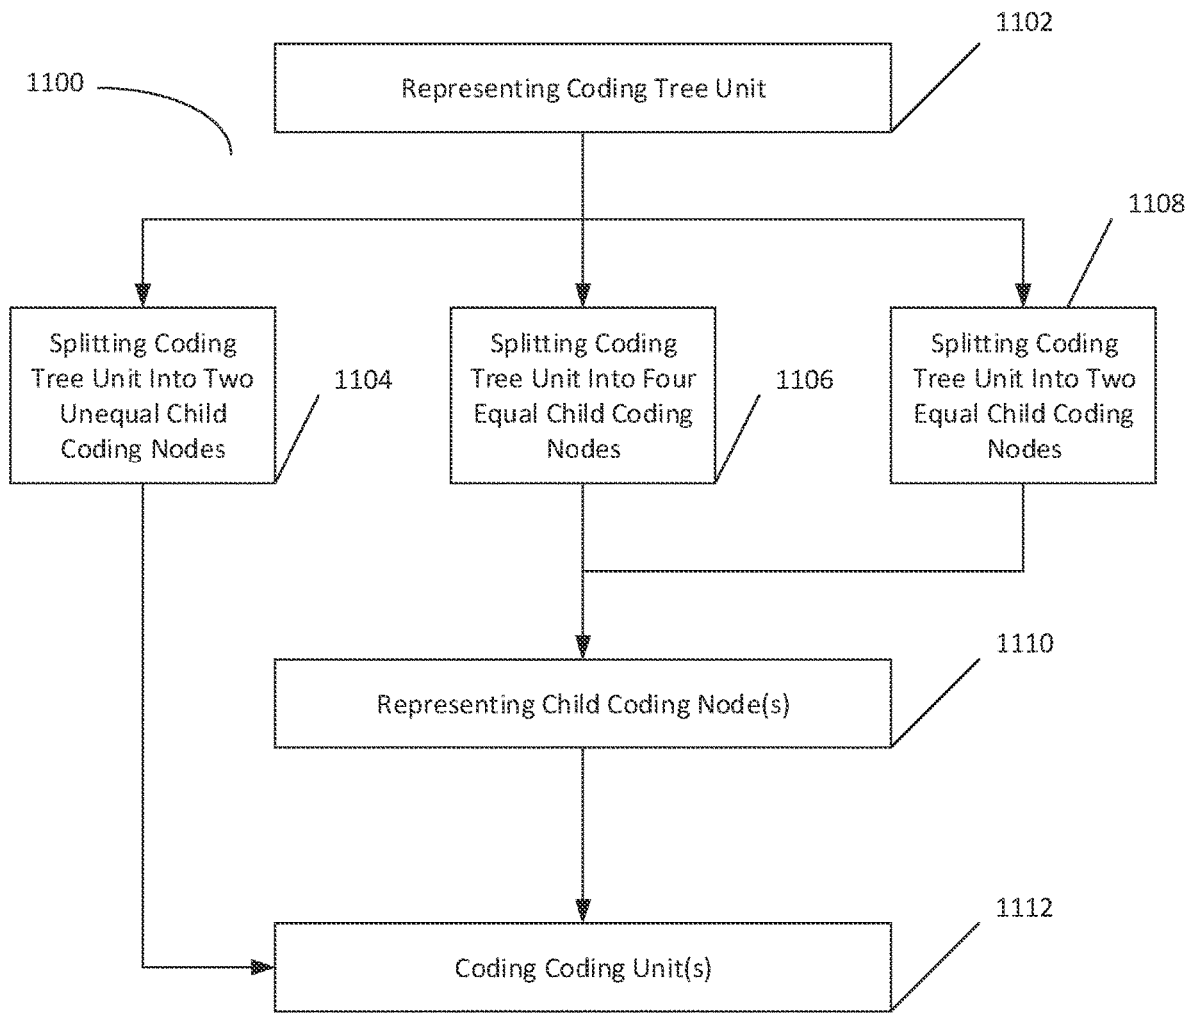 1102
Representing Coding Tree Unit
1100
1108
Splitting Coding
Tree Unit Into Two
Unequal Child
Coding Nodes
1104
Splitting Coding
Tree Unit Into Four
Equal Child Coding
Nodes
1106
Splitting Coding
Tree Unit Into Two
Equal Child Coding
Nodes
1110
Representing Child Coding Node(s)
1112
Coding Coding Unit(s)